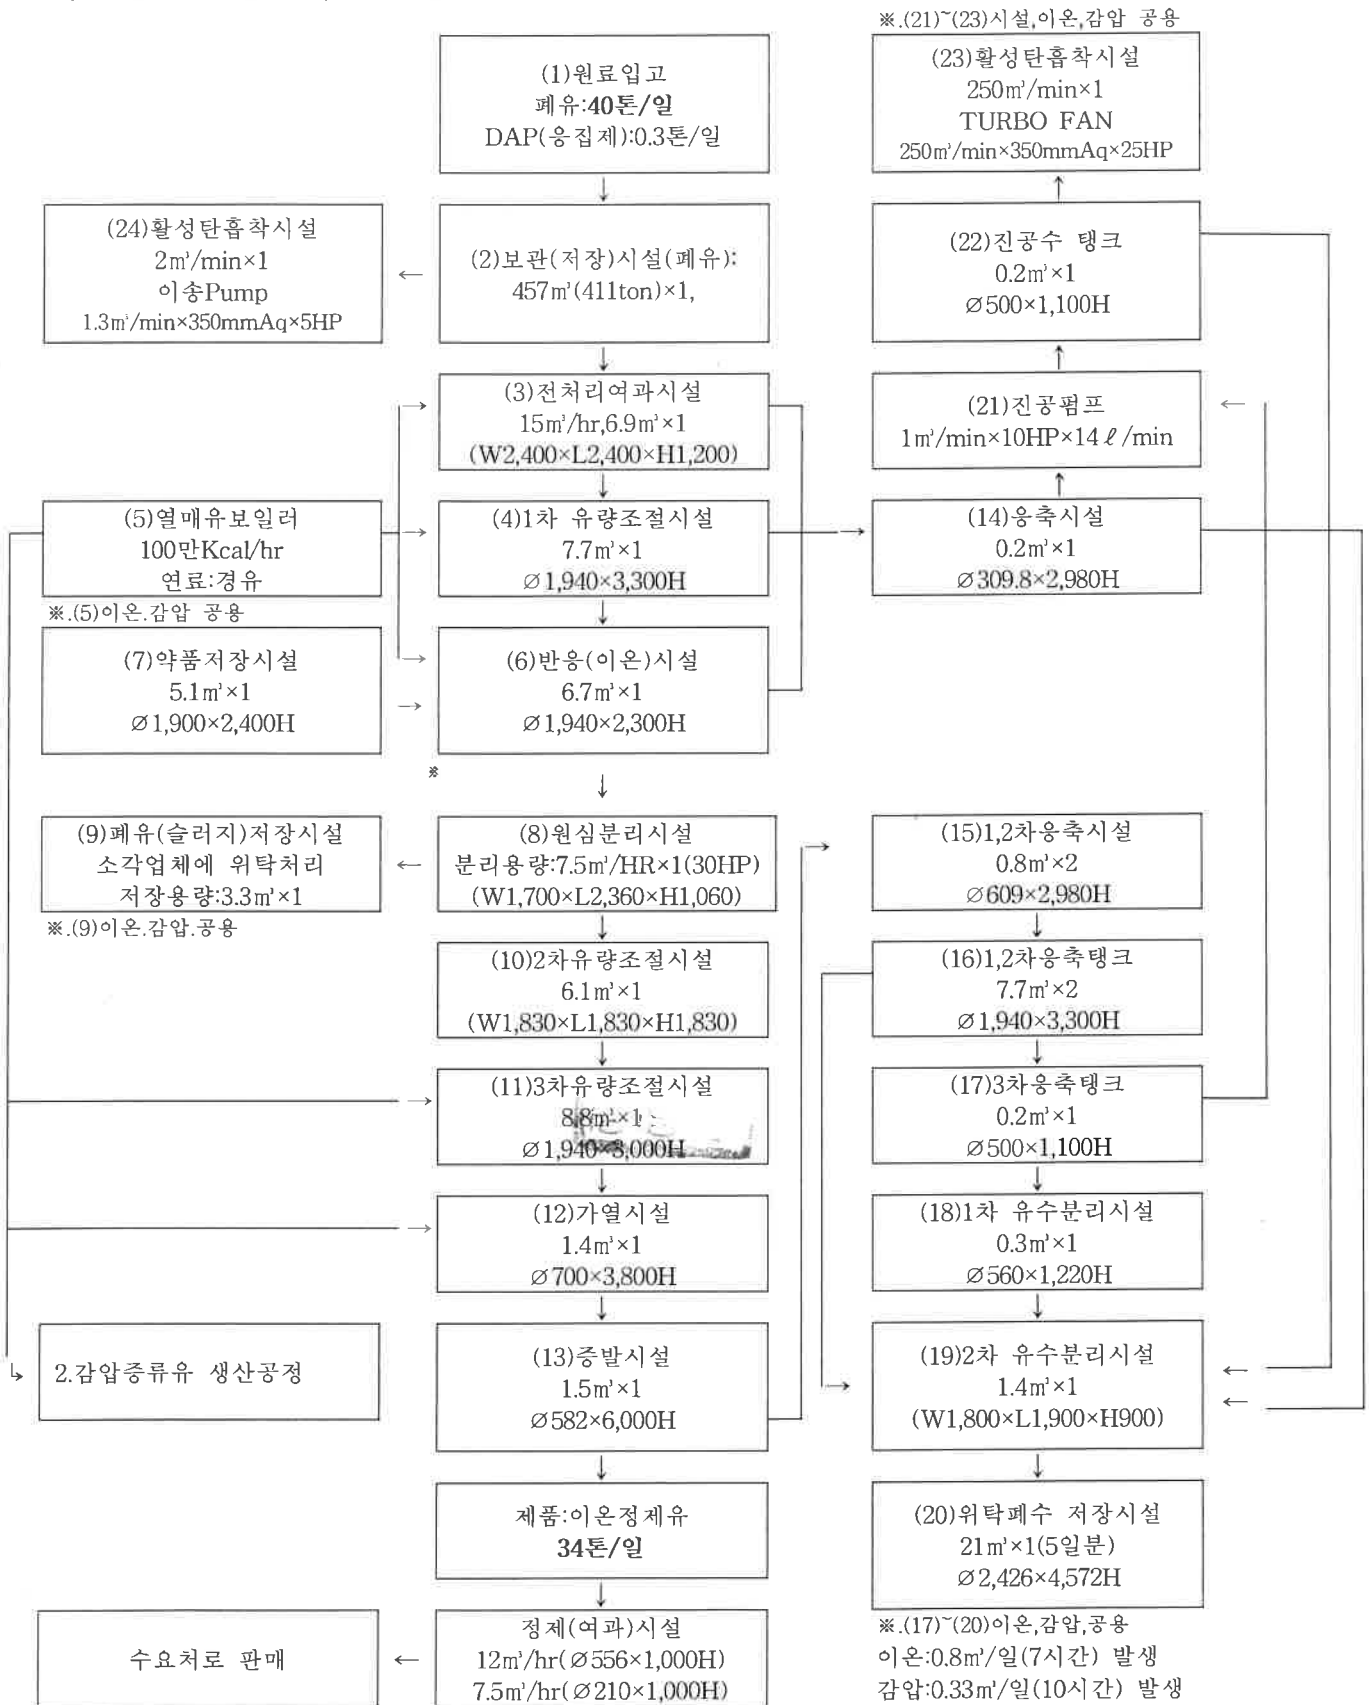 ※.(21)~(23)시설,이온,감압 공용
(1)원료입고
폐유:40톤/일
DAP(응집제):0.3톤/일
(23)활성탄흡착시설
250㎥/min×1
TURBO FAN
250㎥/min×350mmAq×25HP
(24)활성탄흡착시설
2㎥/min×1
이송Pump
1.3㎥/min×350mmAq×5HP
←
(2)보관(저장)시설(폐유):
457㎥(411ton)×1,
(22)진공수 탱크
0.2㎥×1
∅500×1,100H
(3)전처리여과시설
15㎥/hr,6.9㎥×1
(W2,400×L2,400×H1,200)
(21)진공펌프
1㎥/min×10HP×14ℓ/min
(5)열매유보일러
100만Kcal/hr
연료:경유
※.(5)이온.감압 공용
(4)1차 유량조절시설
7.7㎥×1
∅1,940×3,300H
(14)응축시설
0.2㎥×1
∅309.8×2,980H
(7)약품저장시설
5.1㎥×1
∅1,900×2,400H
(6)반응(이온)시설
6.7㎥×1
∅1,940×2,300H
※
(9)폐유(슬러지)저장시설
소각업체에 위탁처리
저장용량:3.3㎥×1
※.(9)이온.감압.공용
(8)원심분리시설
분리용량:7.5㎥/HR×1(30HP)
(W1,700×L2,360×H1,060)
(15)1,2차응축시설
0.8㎥×2
∅609×2,980H
(10)2차유량조절시설
6.1㎥×1
(W1,830×L1,830×H1,830)
(16)1,2차응축탱크
7.7㎥×2
∅1,940×3,300H
(11)3차유량조절시설
8.8㎥×1
∅1,940×3,000H
(17)3차응축탱크
0.2㎥×1
∅500×1,100H
(12)가열시설
1.4㎥×1
∅700×3,800H
(18)1차 유수분리시설
0.3㎥×1
∅560×1,220H
2.감압증류유 생산공정
(13)증발시설
1.5㎥×1
∅582×6,000H
(19)2차 유수분리시설
1.4㎥×1
(W1,800×L1,900×H900)
제품:이온정제유
34톤/일
(20)위탁폐수 저장시설
21㎥×1(5일분)
∅2,426×4,572H
※.(17)~(20)이온,감압,공용
이온:0.8㎥/일(7시간) 발생
감압:0.33㎥/일(10시간) 발생
수요처로 판매
정제(여과)시설
12㎥/hr(∅556×1,000H)
7.5㎥/hr(∅210×1,000H)